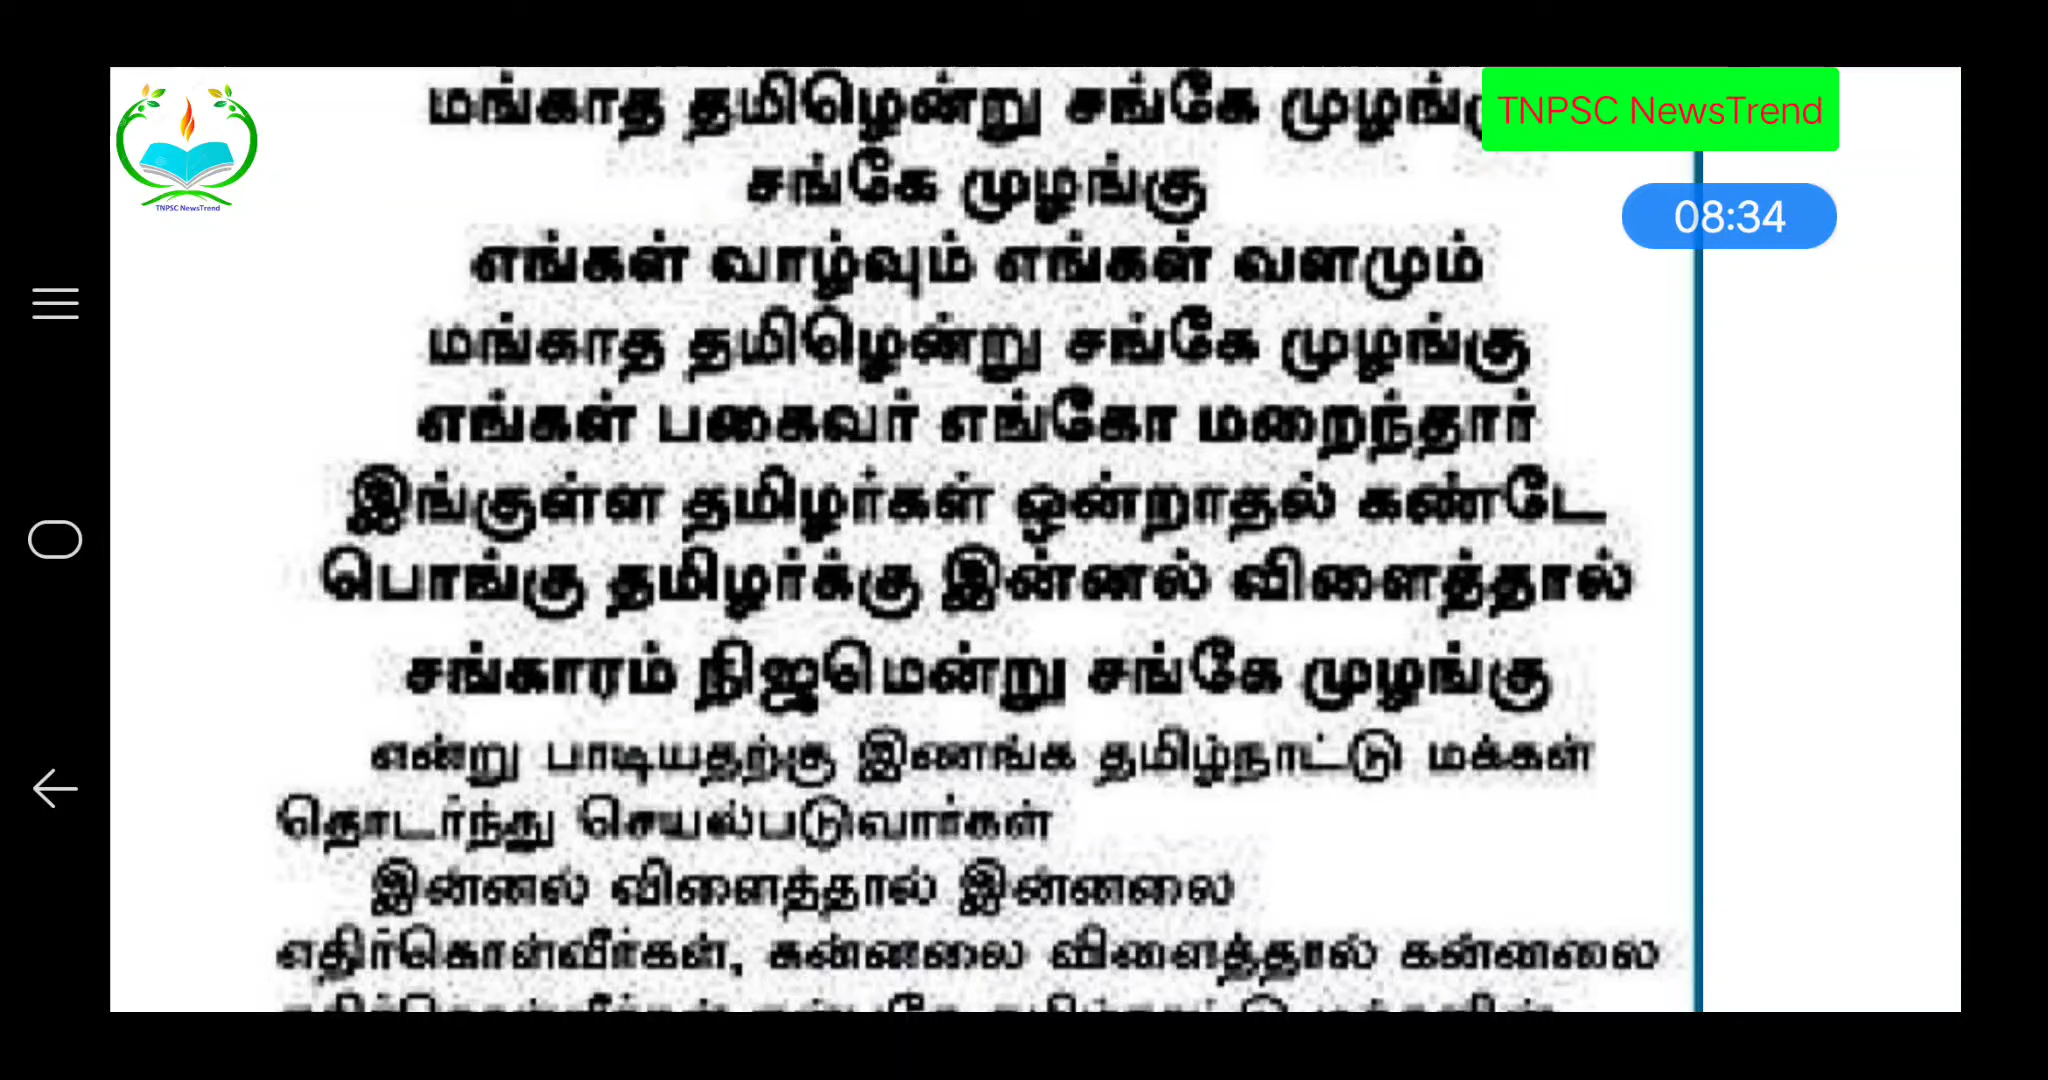 மங்காத தமிழென்று சங்கே
TNPSC NewsTrend
TNPSC NewsTrend
சங்கே முழங்கு
08:34
எங்கள் வாழ்வும் எங்கள் வளமும்
மங்காத தமிழென்று சங்கே முழங்கு
எங்கள் பகைவர் எங்கோ மறைந்தார்
இங்குள்ள தமிழர்கள் ஒன்றாதல் கண்டே
பொங்கு தமிழர்க்கு இன்னல் விளைத்தால்
சங்காரம் நிஜமென்று சங்கே முழங்கு
என்று பாடியதற்கு இணங்க தமிழ்நாட்டு மக்கள்
தொடர்ந்து செயல்படுவார்கள்
இன்னல் விளைத்தால் இன்னலை
எதிர்கொள்வீர்கள், கன்னலை விளைத்தால் கன்னலை